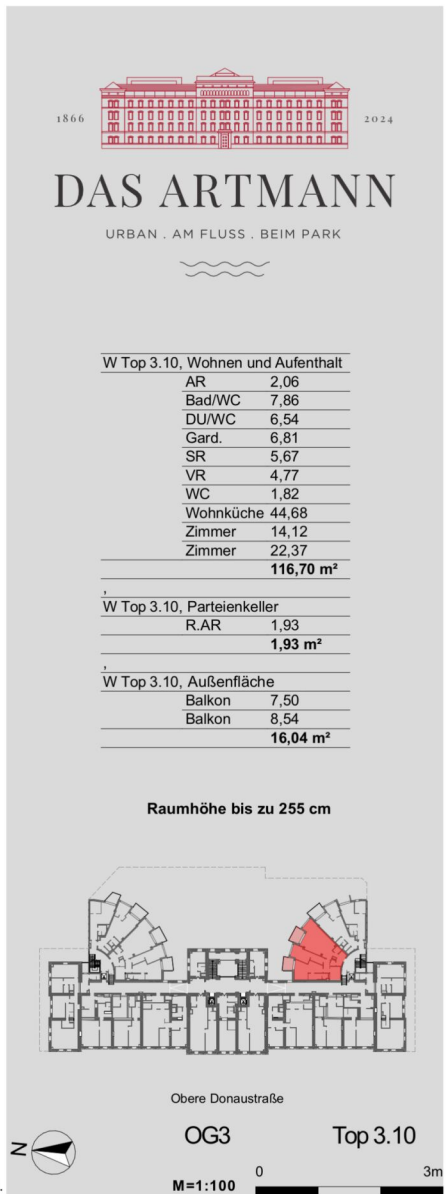 1866 2024
DAS ARTMANN
URBAN . AM FLUSS . BEIM PARK
W Top 3.10, Wohnen und Aufenthalt
AR 2,06
Bad/WC 7,86
DU/WC 6,54
Gard. 6,81
SR 5,67
VR 4,77
WC 1,82
Wohnküche 44,68
Zimmer 14,12
Zimmer 22,37
116,70 m²
,
W Top 3.10, Parteienkeller
R.AR 1,93
1,93 m²
,
W Top 3.10, Außenfläche
Balkon 7,50
Balkon 8,54
16,04 m²
Raumhöhe bis zu 255 cm
Obere Donaustraße
N
OG3 Top 3.10
M=1:100
0 3m